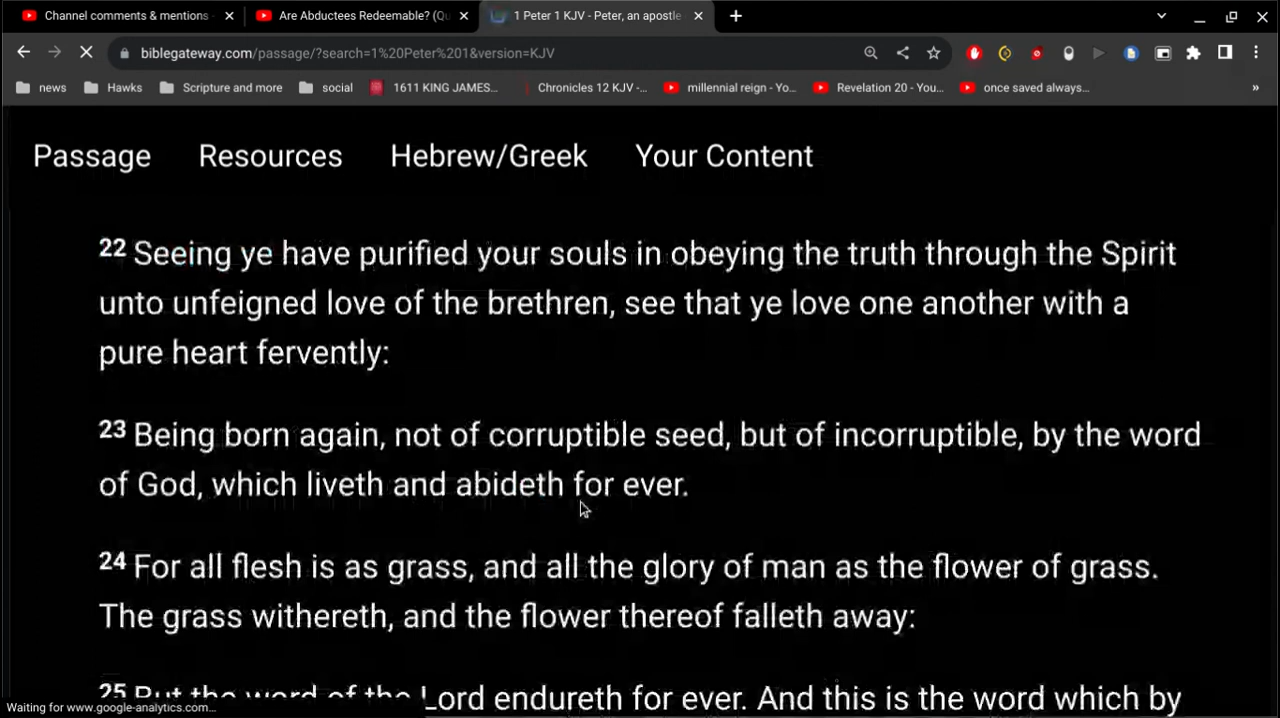 Channel comments & mentions
Are Abductees Redeemable? (Qu
1 Peter 1 KJV - Peter, an apostle
biblegateway.com/passage/?search=1%20Peter%201&version=KJV
news
Hawks
Scripture and more
social
1611 KING JAMES...
Chronicles 12 KJV -...
millennial reign - Yo...
Revelation 20 - You...
once saved always...
»
Passage Resources Hebrew/Greek Your Content
22 Seeing ye have purified your souls in obeying the truth through the Spirit
unto unfeigned love of the brethren, see that ye love one another with a
pure heart fervently:
23 Being born again, not of corruptible seed, but of incorruptible, by the word
of God, which liveth and abideth for ever.
24 For all flesh is as grass, and all the glory of man as the flower of grass.
The grass withereth, and the flower thereof falleth away:
25 But the word of the Lord endureth for ever. And this is the word which by
Waiting for www.google-analytics.com...